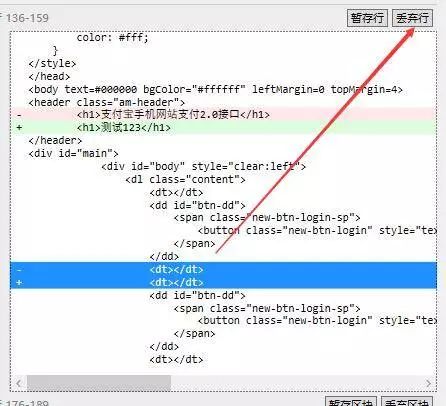 行 136-159
暂存行 丢弃行
color: #fff;
}
</style>
</head>
<body text=#000000 bgColor="#ffffff" leftMargin=0 topMargin=4>
<header class="am-header">
- <h1>支付宝手机网站支付2.0接口</h1>
+ <h1>测试123</h1>
</header>
<div id="main">
<div id="body" style="clear:left">
<dl class="content">
<dt></dt>
<dd id="btn-dd">
<span class="new-btn-login-sp">
<button class="new-btn-login" style="te
</span>
</dd>
- <dt></dt>
+ <dt></dt>
<dd id="btn-dd">
<span class="new-btn-login-sp">
<button class="new-btn-login" style="te
</span>
</dd>
<dt></dt>
行 176-189
暂存区块 丢弃区块